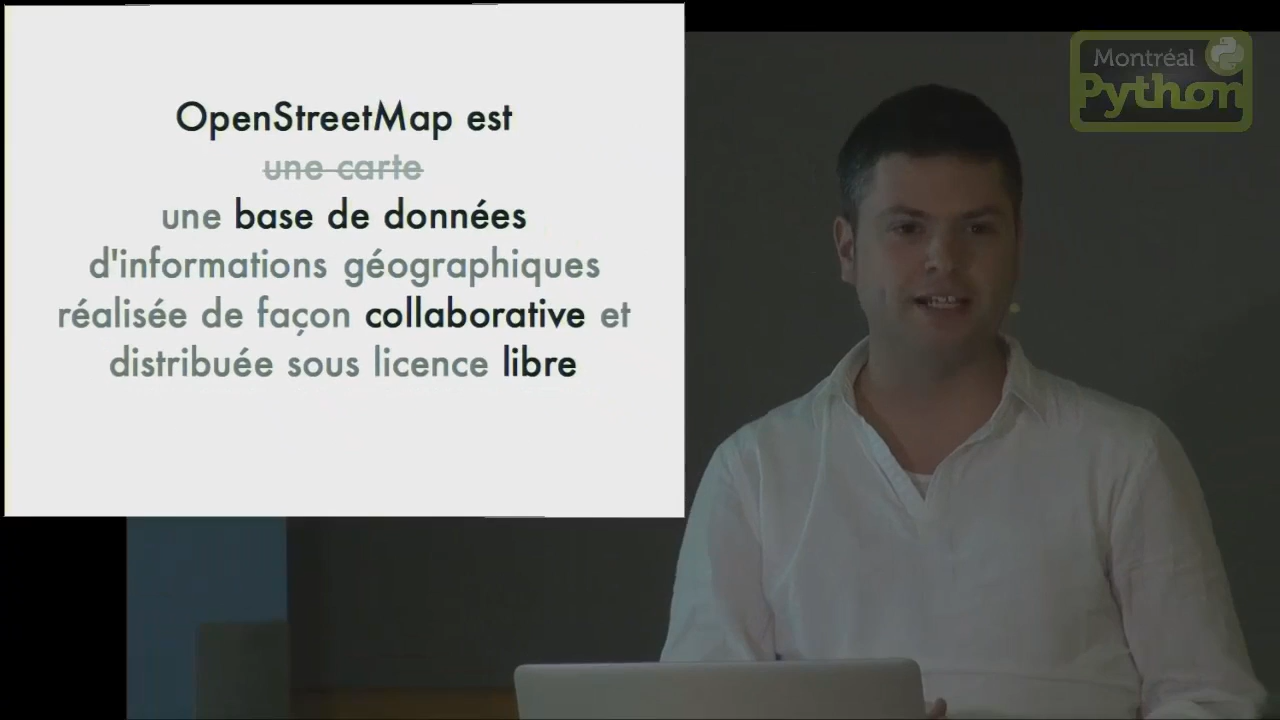 OpenStreetMap est
une carte
une base de données
d'informations géographiques
réalisée de façon collaborative et
distribuée sous licence libre
Montréal
Python